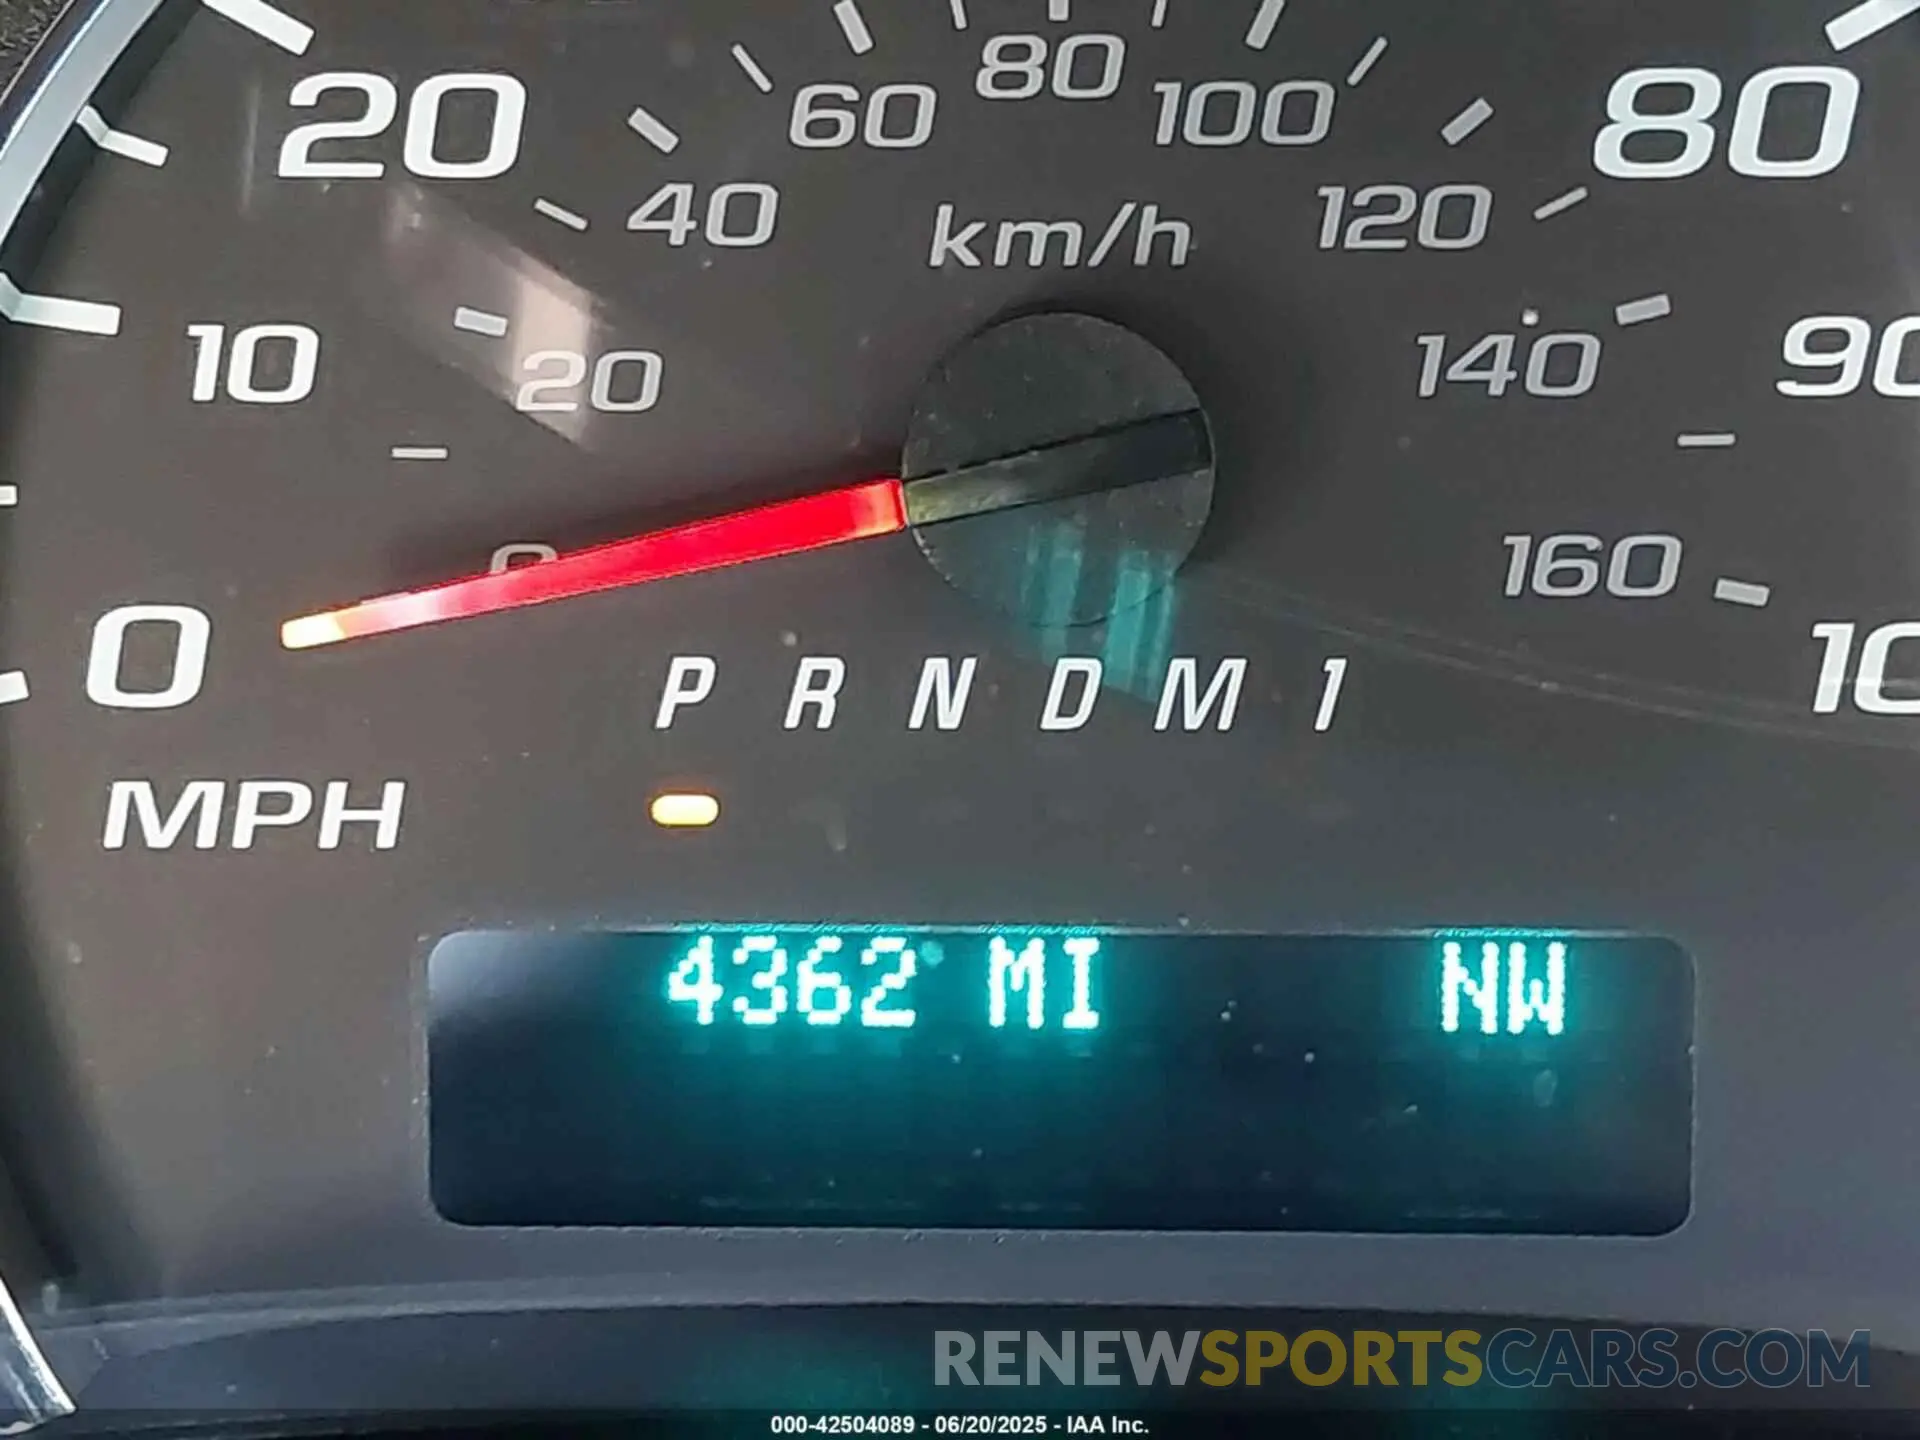 80
20 60 100 80
40 km/h 120
10 20 140 90
0 160
0 10
P R N D M 1
MPH
4362 MI NW
RENEWSPORTSCARS.COM
000-42504089 - 06/20/2025 - IAA Inc.